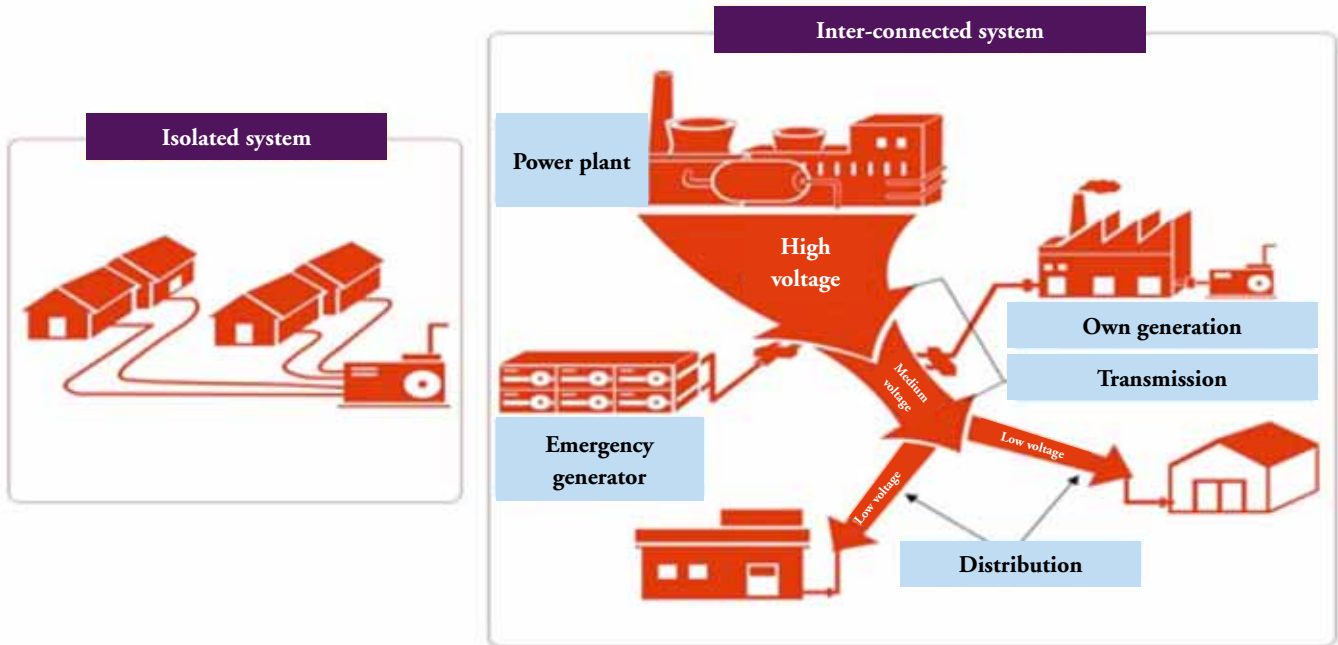 Inter-connected system
Isolated system
Power plant
High
voltage
Own generation
Transmission
Medium
voltage
Emergency
generator
Low voltage
Low voltage
Distribution